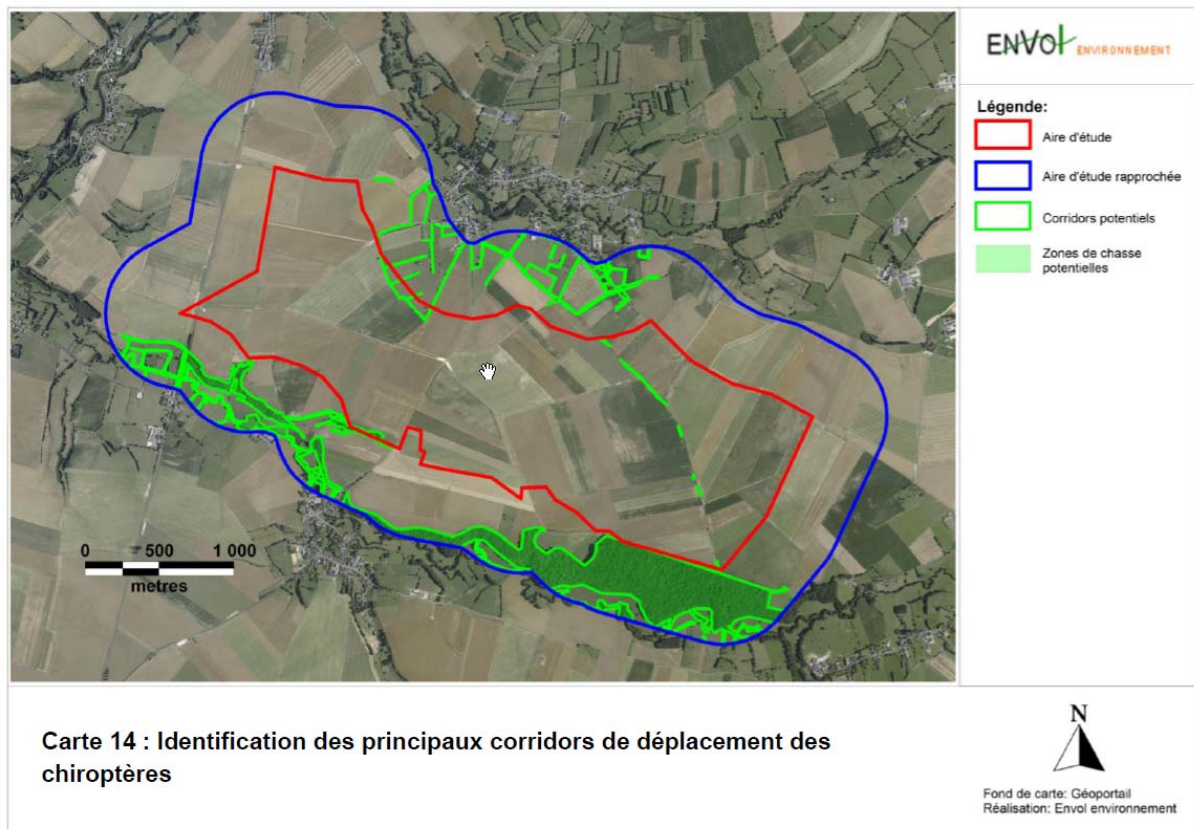 ENVOl ENVIRONNEMENT
Légende:
Aire d'étude
Aire d'étude rapprochée
Corridors potentiels
Zones de chasse
potentielles
0 500 1 000
metres
Carte 14 : Identification des principaux corridors de déplacement des
chiroptères
N
Fond de carte: Géoportail
Réalisation: Envol environnement